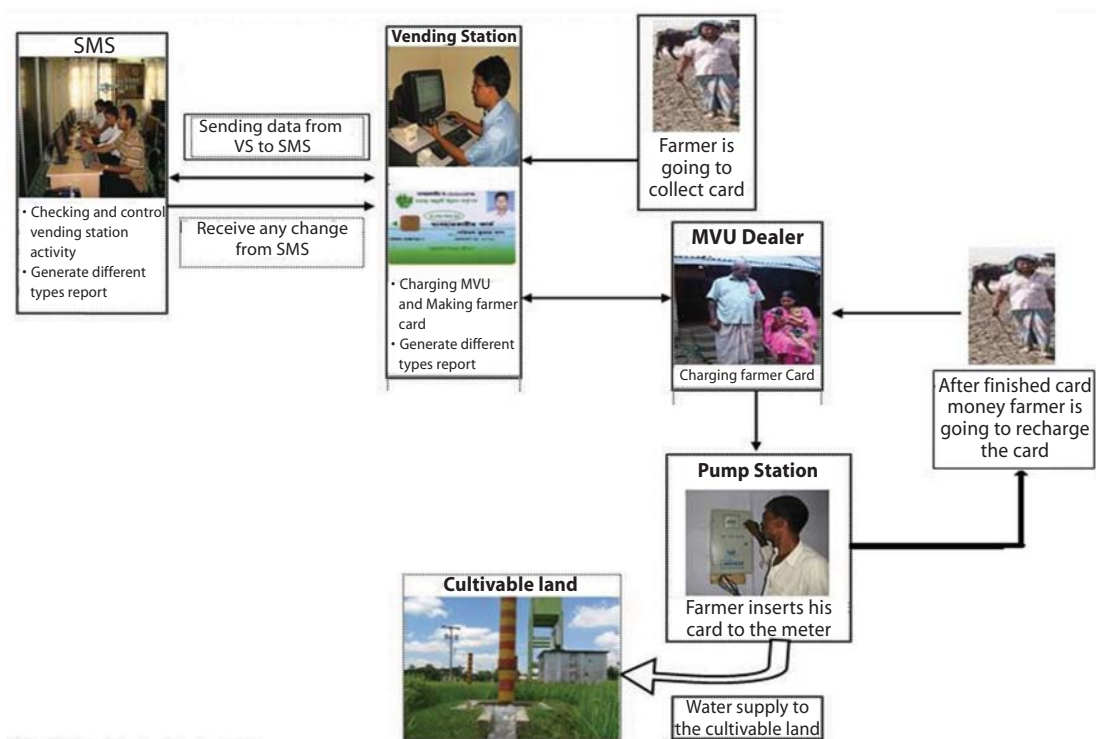 SMS
• Checking and control
vending station
activity
• Generate different
types report
Sending data from
VS to SMS
Receive any change
from SMS
Vending Station
• Charging MVU
and Making farmer
card
• Generate different
types report
Farmer is
going to
collect card
MVU Dealer
Charging farmer Card
After finished card
money farmer is
going to recharge
the card
Pump Station
Farmer inserts his
card to the meter
Cultivable land
Water supply to
the cultivable land